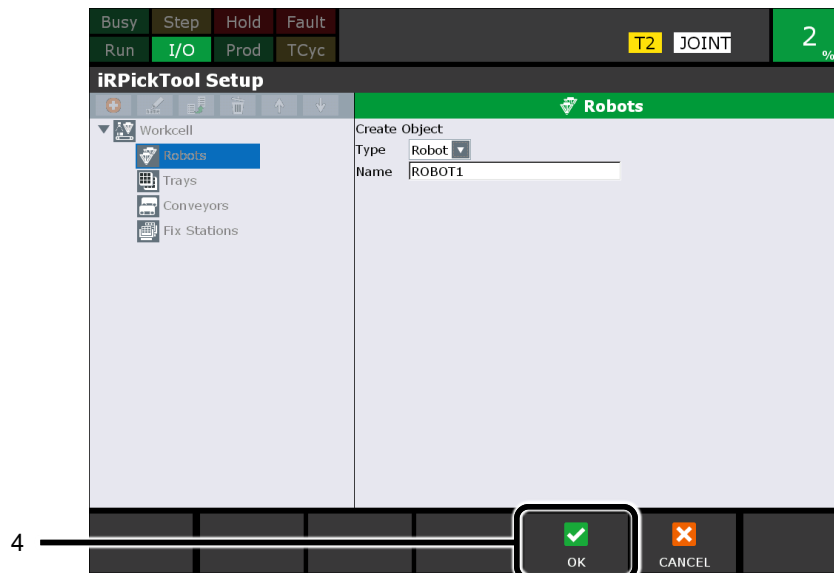 Busy Step Hold Fault
Run I/O Prod TCyc
T2 JOINT 2 %
iRPickTool Setup
Robots
Workcell
Create Object
Robots
Type Robot
Trays
Name ROBOT1
Conveyors
Fix Stations
4
OK CANCEL